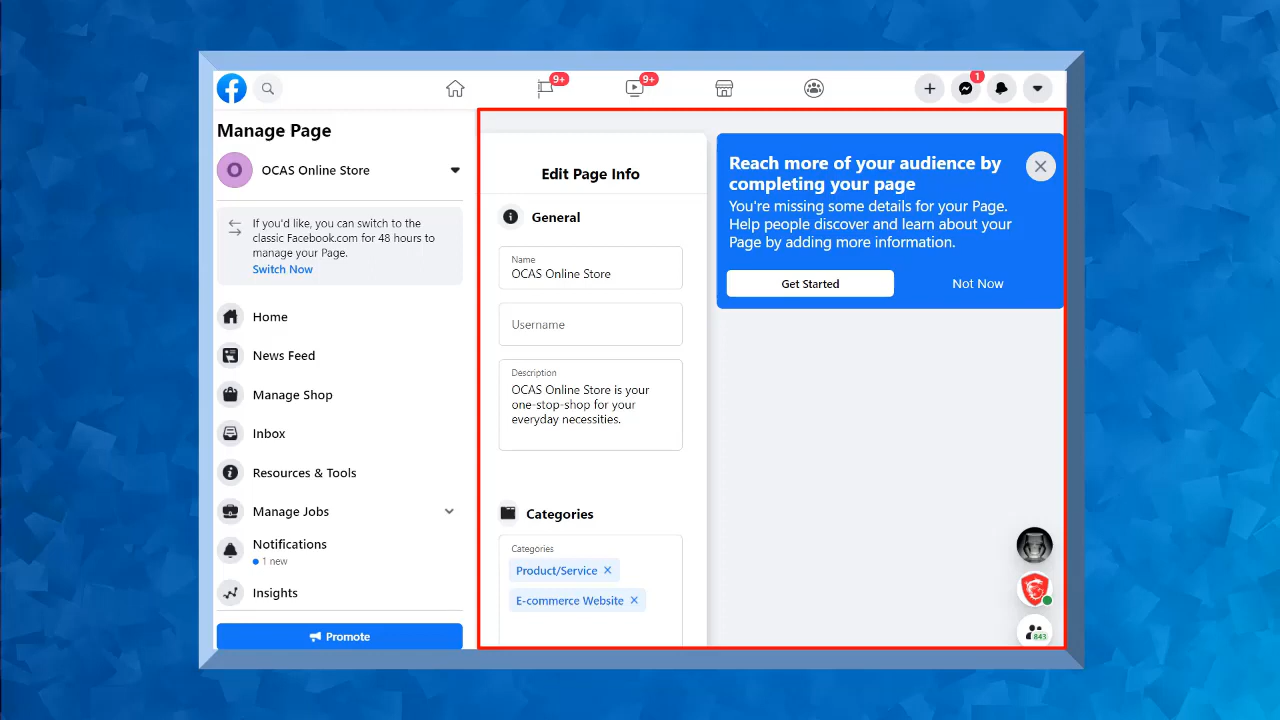 9+
9+
1
Manage Page
O
OCAS Online Store
If you'd like, you can switch to the
classic Facebook.com for 48 hours to
manage your Page.
Switch Now
Home
News Feed
Manage Shop
Inbox
Resources & Tools
Manage Jobs
Notifications
1 new
Insights
Promote
Edit Page Info
General
Name
OCAS Online Store
Username
Description
OCAS Online Store is your
one-stop-shop for your
everyday necessities.
Categories
Categories
Product/Service
E-commerce Website
Reach more of your audience by
completing your page
You're missing some details for your Page.
Help people discover and learn about your
Page by adding more information.
Get Started
Not Now
843